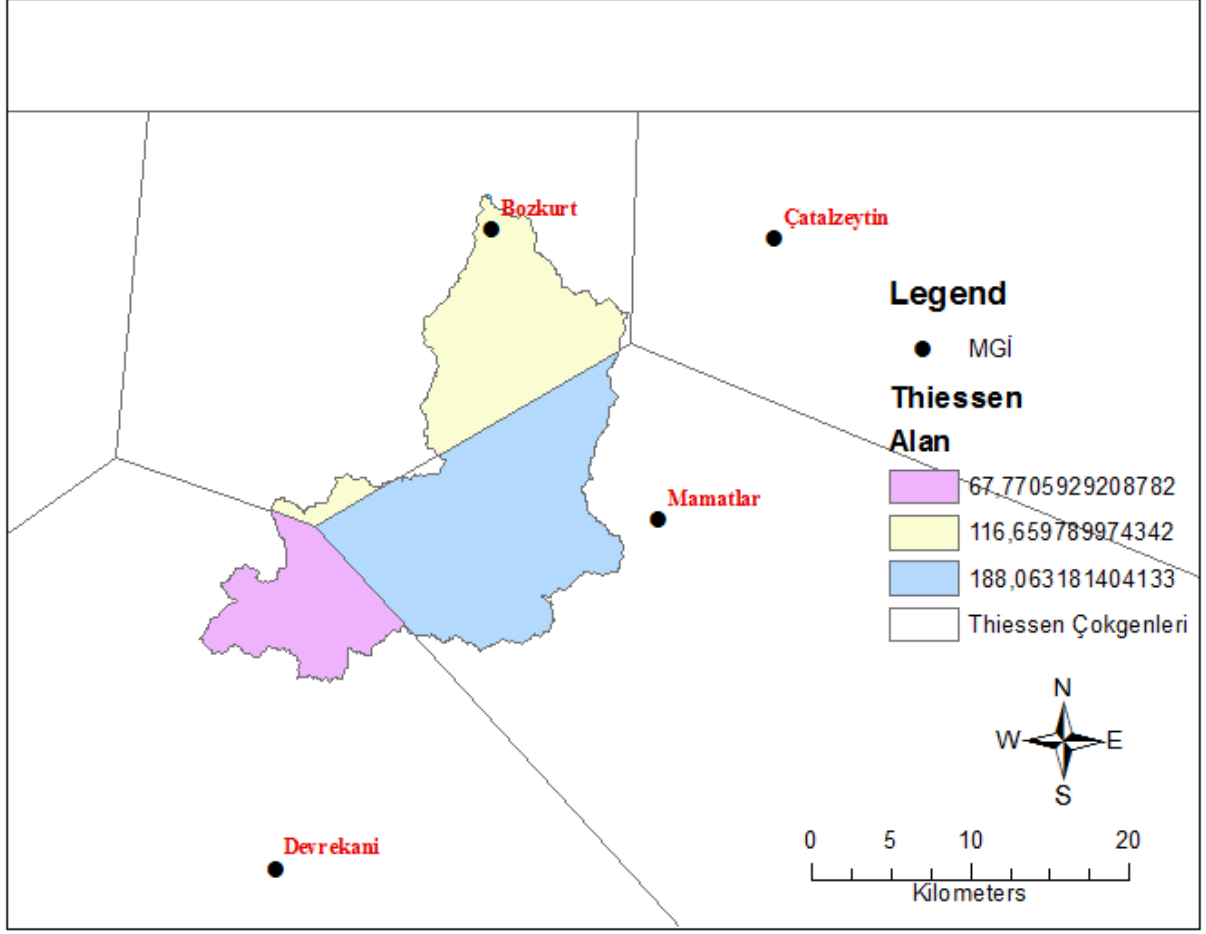 Bozkurt
Çatalzeytin
Legend
MGİ
Thiessen
Alan
67,7705929208782
116,659789974342
188,063181404133
Thiessen Çokgenleri
Mamatlar
N
W E
S
Devrekani
0 5 10 20
Kilometers